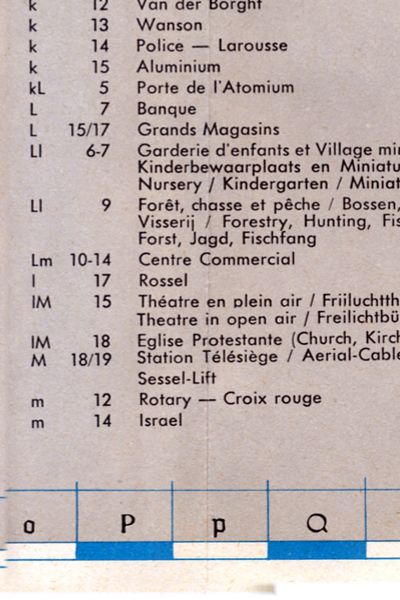 k 12 Van der Borght
k 13 Wanson
k 14 Police — Larousse
k 15 Aluminium
kL 5 Porte de l'Atomium
L 7 Banque
L 15/17 Grands Magasins
Ll 6-7 Garderie d'enfants et Village
Kinderbewaarplaats en
Nursery / Kindergarten /
Ll 9 Forêt, chasse et pêche / Bossen,
Visserij / Forestry, Hunting,
Forst, Jagd, Fischfang
Lm 10-14 Centre Commercial
l 17 Rossel
lM 15 Théatre en plein air /
Theatre in open air /
lM 18 Eglise Protestante (Church,
M 18/19 Station Télésiège /
Sessel-Lift
m 12 Rotary — Croix rouge
m 14 Israel
o P p Q